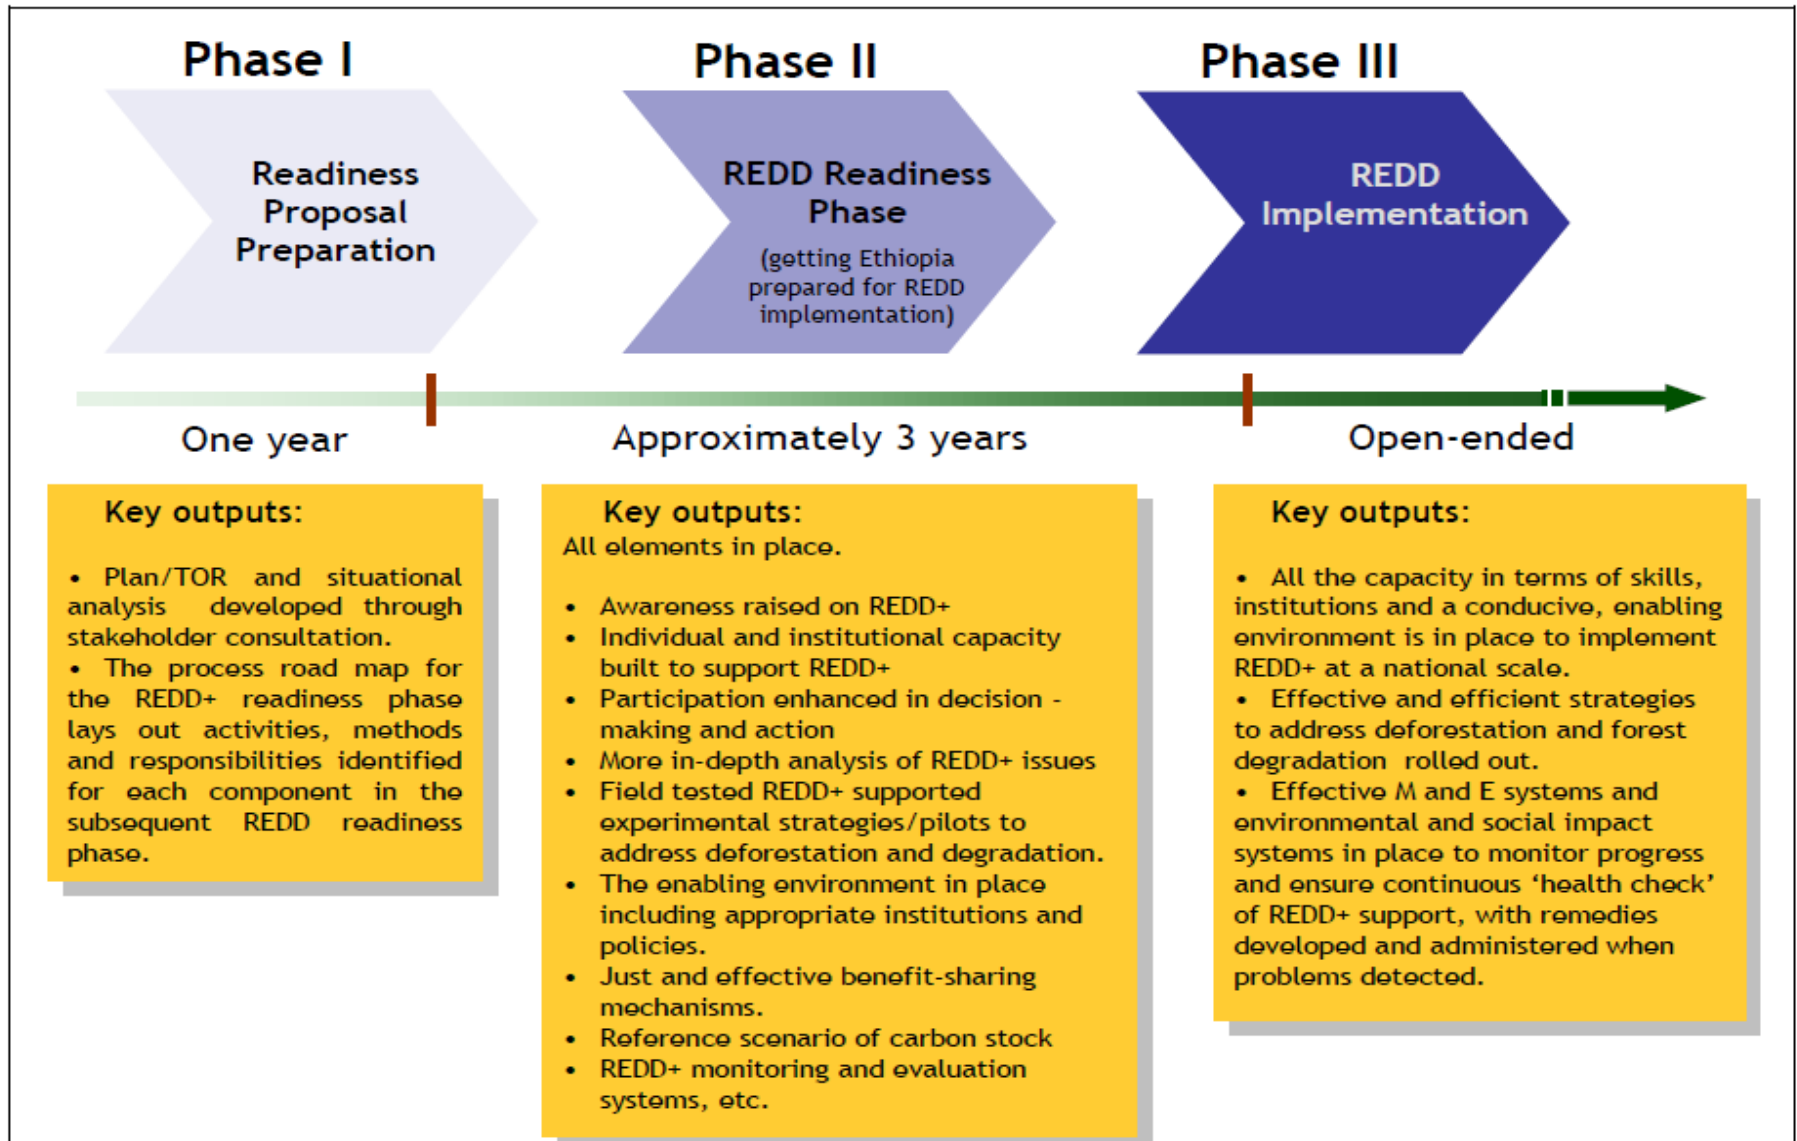 Phase I
Phase II
Phase III
Readiness
Proposal
Preparation
REDD Readiness
Phase
(getting Ethiopia
prepared for REDD
implementation)
REDD
Implementation
One year
Approximately 3 years
Open-ended
Key outputs:
• Plan/TOR and situational
analysis developed through
stakeholder consultation.
• The process road map for
the REDD+ readiness phase
lays out activities, methods
and responsibilities identified
for each component in the
subsequent REDD readiness
phase.
Key outputs:
All elements in place.
• Awareness raised on REDD+
• Individual and institutional capacity
built to support REDD+
• Participation enhanced in decision -
making and action
• More in-depth analysis of REDD+ issues
• Field tested REDD+ supported
experimental strategies/pilots to
address deforestation and degradation.
• The enabling environment in place
including appropriate institutions and
policies.
• Just and effective benefit-sharing
mechanisms.
• Reference scenario of carbon stock
• REDD+ monitoring and evaluation
systems, etc.
Key outputs:
• All the capacity in terms of skills,
institutions and a conducive, enabling
environment is in place to implement
REDD+ at a national scale.
• Effective and efficient strategies
to address deforestation and forest
degradation rolled out.
• Effective M and E systems and
environmental and social impact
systems in place to monitor progress
and ensure continuous ‘health check’
of REDD+ support, with remedies
developed and administered when
problems detected.